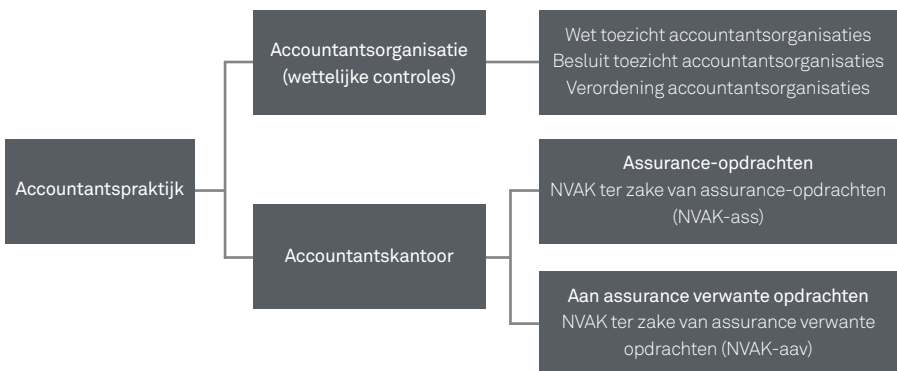 Accountantspraktijk
Accountantsorganisatie
(wettelijke controles)
Wet toezicht accountantsorganisaties
Besluit toezicht accountantsorganisaties
Verordening accountantsorganisaties
Accountantskantoor
Assurance-opdrachten
NVAK ter zake van assurance-opdrachten
(NVAK-ass)
Aan assurance verwante opdrachten
NVAK ter zake van assurance verwante
opdrachten (NVAK-aav)